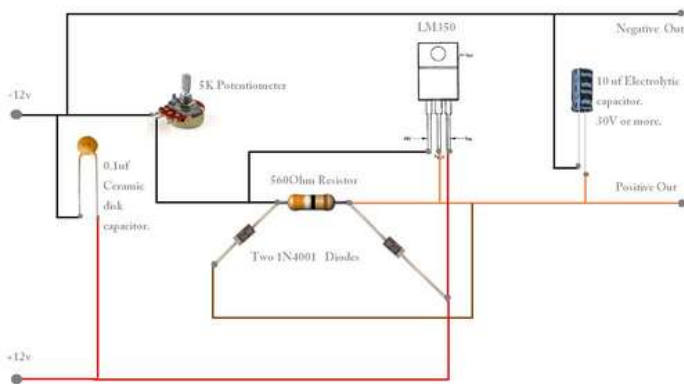 LM350
Negative Out
5K Potentiometer
-12v
10 uf Electrolytic
capacitor.
30V or more.
0.1uf
Ceramic
disk
capacitor.
560Ohm Resistor
Positive Out
Two 1N4001 Diodes
+12v